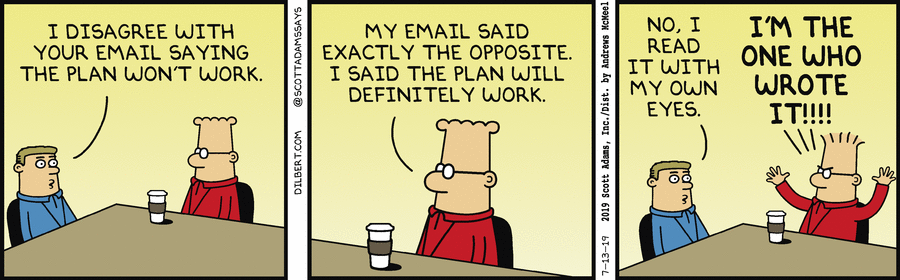 I DISAGREE WITH
YOUR EMAIL SAYING
THE PLAN WON'T WORK.
DILBERT.COM @SCOTTADAMSSAYS
MY EMAIL SAID
EXACTLY THE OPPOSITE.
I SAID THE PLAN WILL
DEFINITELY WORK.
7-13-19 2019 Scott Adams, Inc./Dist. by Andrews McMeel
NO, I
READ
IT WITH
MY OWN
EYES.
I'M THE
ONE WHO
WROTE
IT!!!!